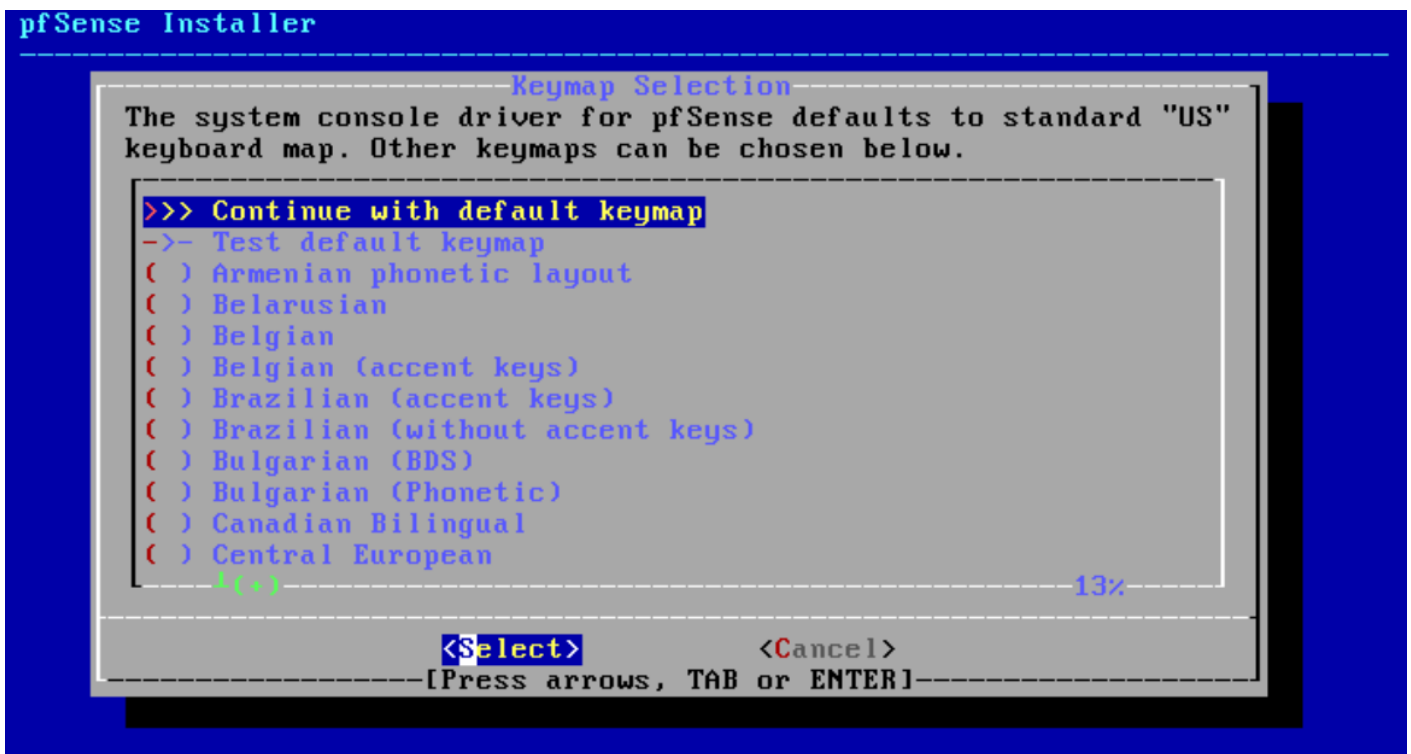 pfSense Installer
Keymap Selection
The system console driver for pfSense defaults to standard "US"
keyboard map. Other keymaps can be chosen below.
>>> Continue with default keymap
->- Test default keymap
( ) Armenian phonetic layout
( ) Belarusian
( ) Belgian
( ) Belgian (accent keys)
( ) Brazilian (accent keys)
( ) Brazilian (without accent keys)
( ) Bulgarian (BDS)
( ) Bulgarian (Phonetic)
( ) Canadian Bilingual
( ) Central European
┴(+) 13%
<Select> <Cancel>
[Press arrows, TAB or ENTER]